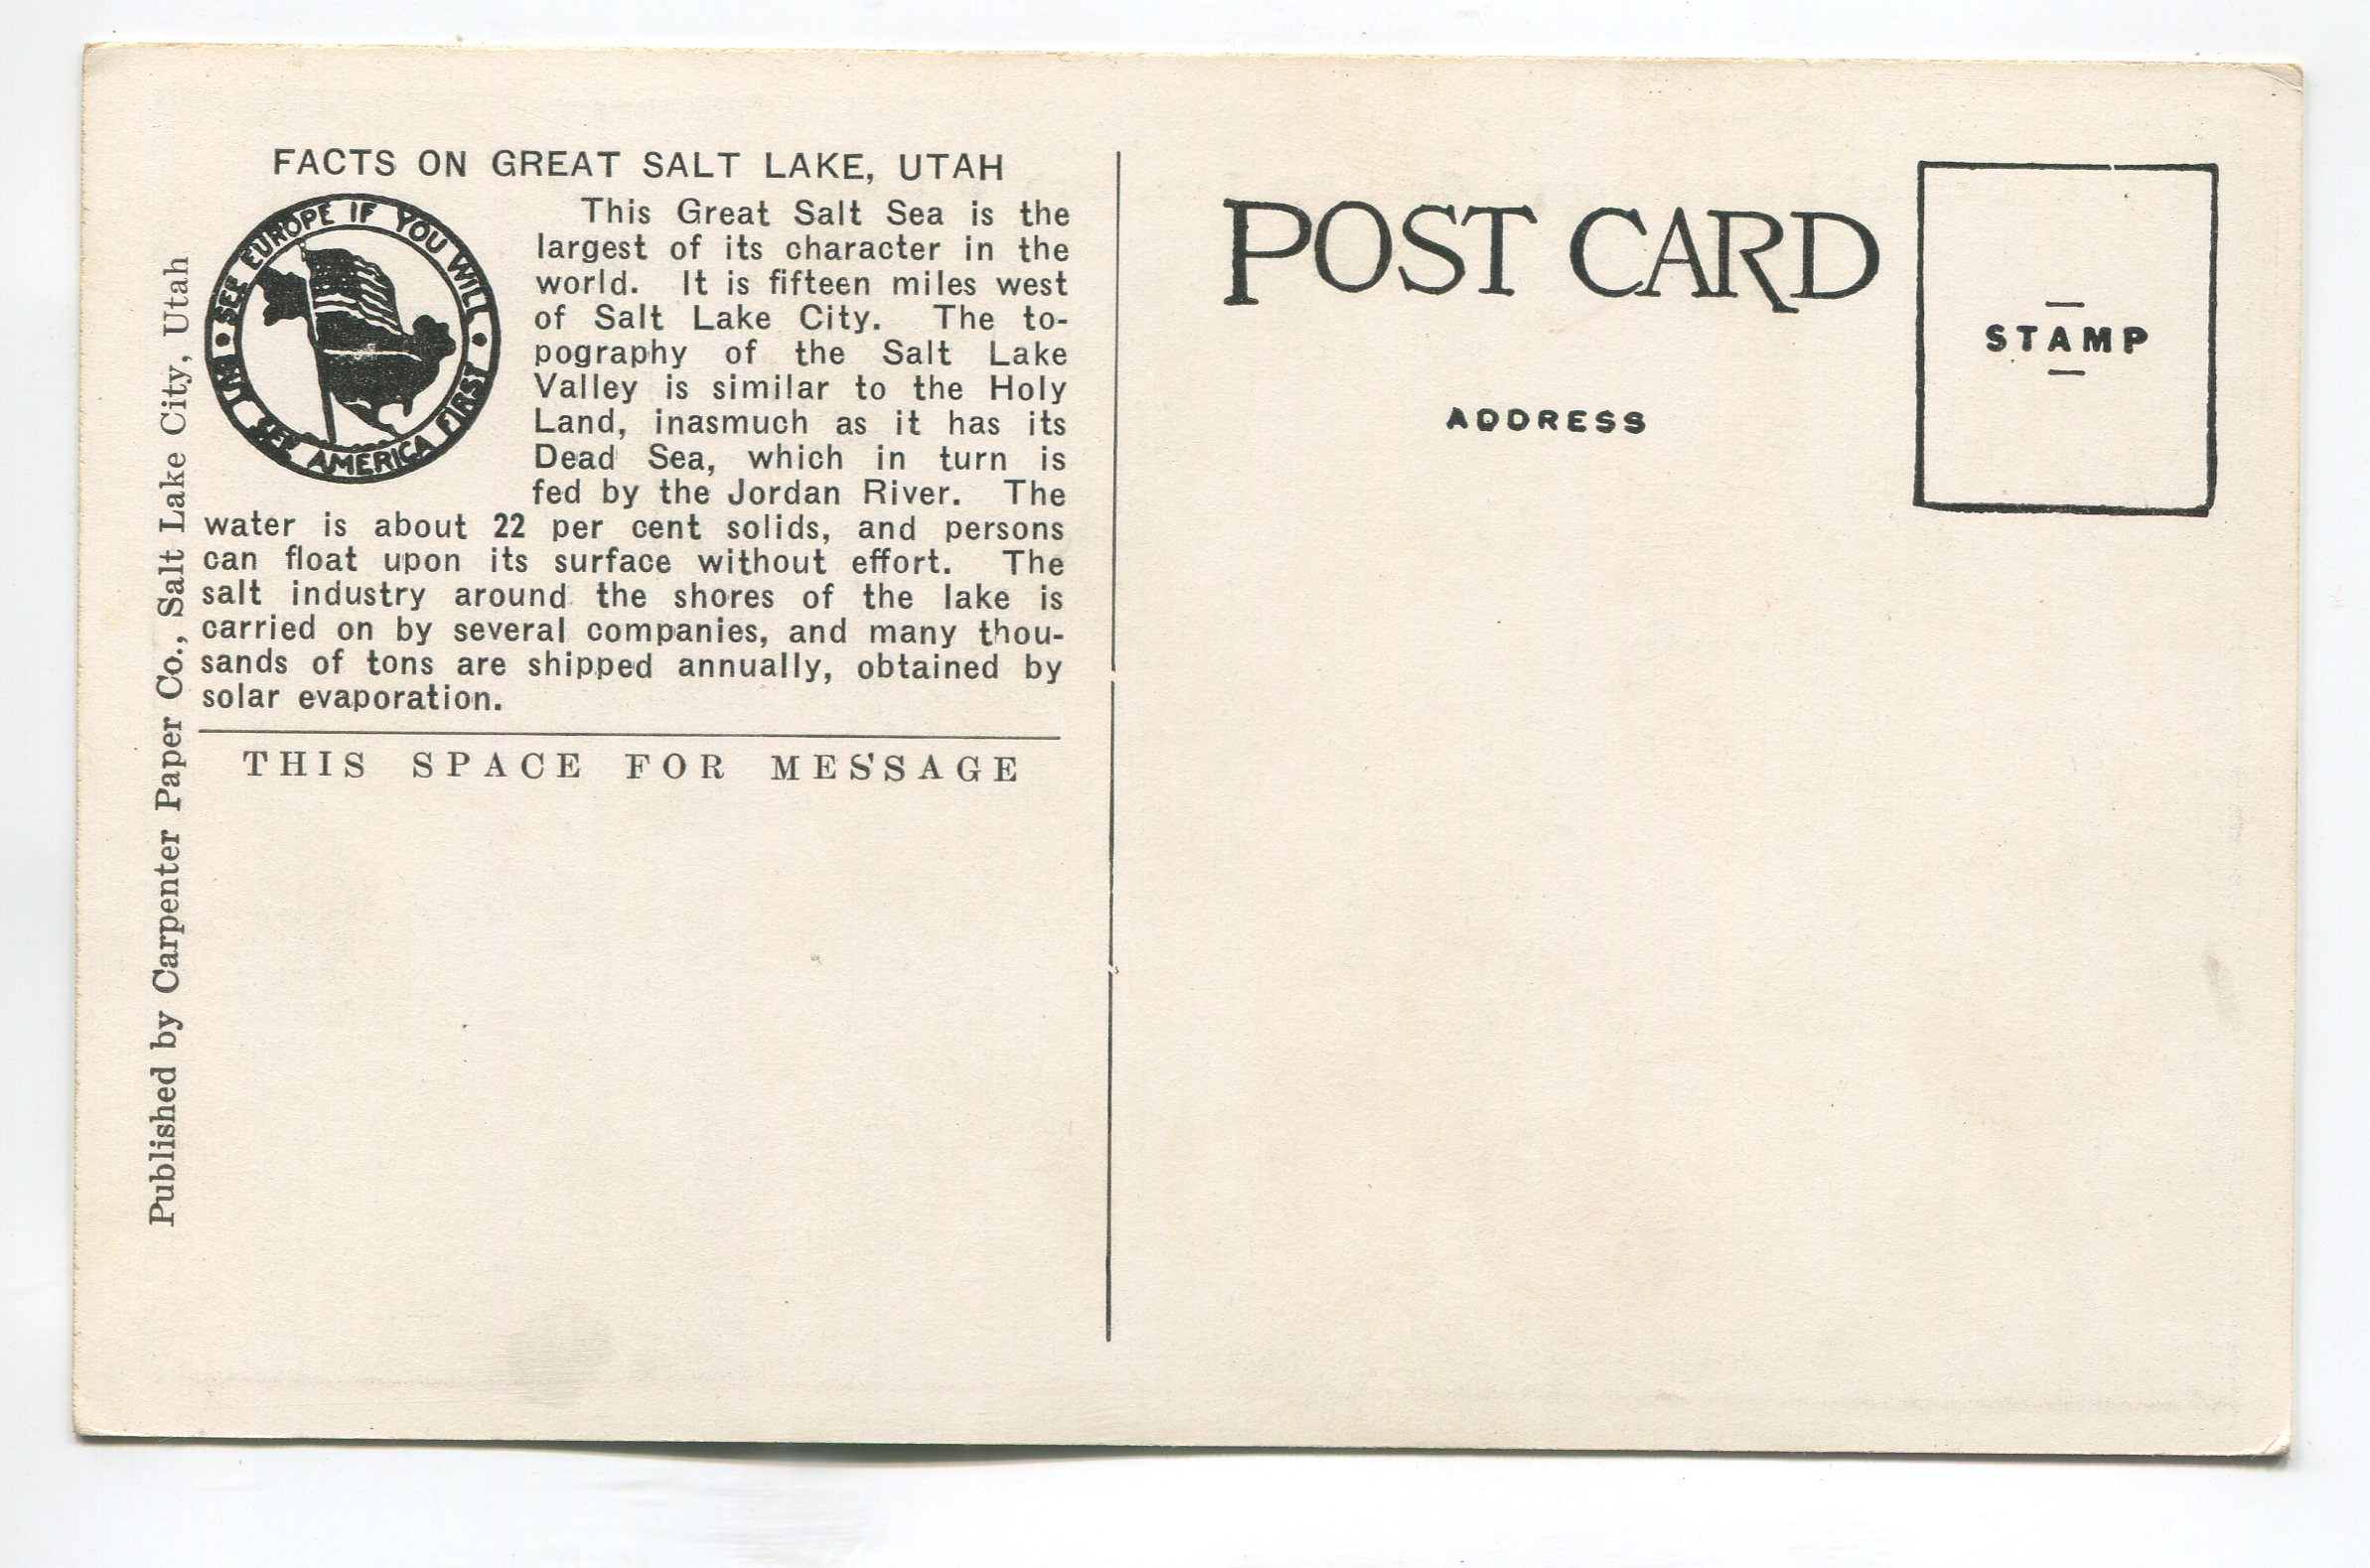 FACTS ON GREAT SALT LAKE, UTAH
SEE EUROPE IF YOU WILL
• BUT SEE AMERICA FIRST •
This Great Salt Sea is the
largest of its character in the
world. It is fifteen miles west
of Salt Lake City. The to-
pography of the Salt Lake
Valley is similar to the Holy
Land, inasmuch as it has its
Dead Sea, which in turn is
fed by the Jordan River. The
water is about 22 per cent solids, and persons
can float upon its surface without effort. The
salt industry around the shores of the lake is
carried on by several companies, and many thou-
sands of tons are shipped annually, obtained by
solar evaporation.
THIS SPACE FOR MESSAGE
Published by Carpenter Paper Co., Salt Lake City, Utah
POST CARD
ADDRESS
STAMP